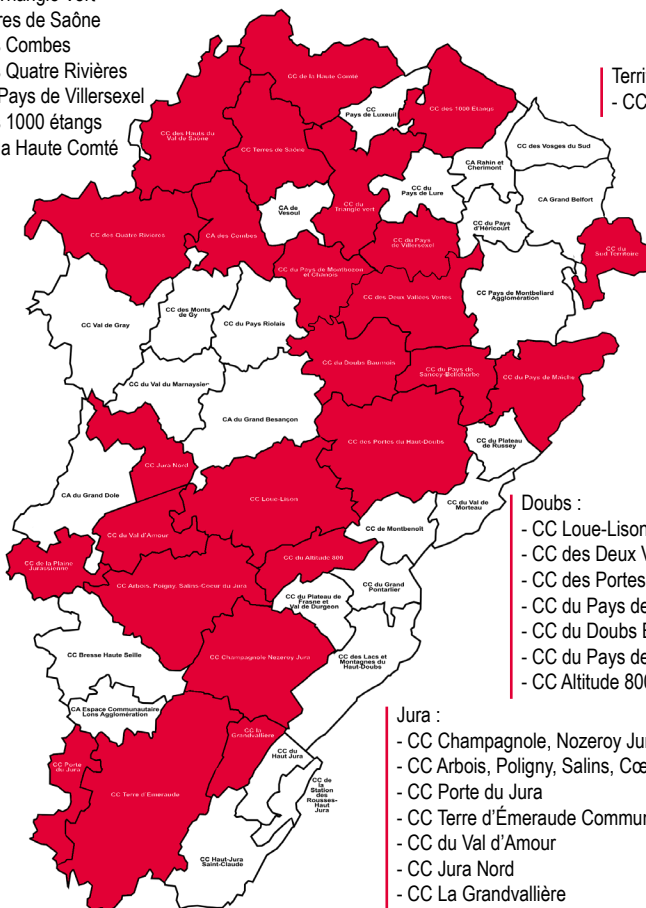 Triangle vert
res de Saône
s Combes
s Quatre Rivières
Pays de Villersexel
s 1000 étangs
la Haute Comté
Terri
- CC
CC de la Haute Comté
CC
Pays de Luxeuil
CC des 1000 Etangs
CC des Hauts du
Val de Saône
CC Terres de Saône
CC des Vosges du Sud
CA Rahin et
Cherimont
CC du
Pays de Lure
CA Grand Belfort
CA de
Vesoul
CC du
Triangle vert
CC du Pays
d'Héricourt
CC des Quatre Rivieres
CA des Combes
CC du Pays
de Villersexel
CC du
Sud Territoire
CC du Pays de Montbozon
et Chanois
CC des Deux Vallées Vertes
CC Pays de Montbeliard
Agglomération
CC Val de Gray
CC des Monts
de Gy
CC du Pays Riolais
CC du Doubs Baumois
CC du Pays de
Sancey-Belleherbe
CC du Pays de Maiche
CC du Val du Marnaysien
CA du Grand Besançon
CC des Portes du Haut-Doubs
CC du Plateau
de Russey
CC Jura Nord
CA du Grand Dole
CC Loue-Lison
CC du Val de
Morteau
CC du Val d'Amour
CC de Montbenoît
CC de la Plaine
Jurassienne
CC du Altitude 800
CC Arbois, Poligny, Salins-Coeur du Jura
CC du Grand
Pontarlier
CC du Plateau de
Frasne et
Val de Durgeon
CC Bresse Haute Seille
CC Champagnole Nozeroy Jura
CC des Lacs et
Montagnes du
Haut-Doubs
CA Espace Communautaire
Lons Agglomération
CC la
Grandvallière
CC du
Haut Jura
CC Porte
du Jura
CC Terre d'Emeraude
CC de
la
Station
des
Rousses-
Haut
Jura
CC Haut-Jura
Saint-Claude
Doubs :
- CC Loue-Lison
- CC des Deux V
- CC des Portes
- CC du Pays de
- CC du Doubs B
- CC du Pays de
- CC Altitude 800
Jura :
- CC Champagnole, Nozeroy Jur
- CC Arbois, Poligny, Salins, Cœ
- CC Porte du Jura
- CC Terre d'Émeraude Commun
- CC du Val d'Amour
- CC Jura Nord
- CC La Grandvallière